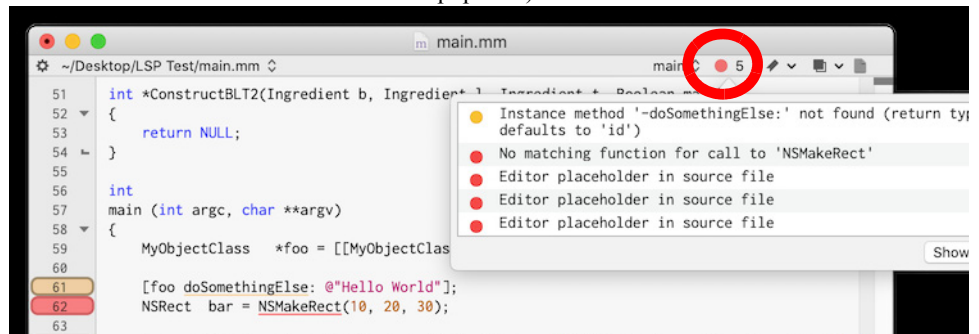 main.mm
~/Desktop/LSP Test/main.mm
main 5
51 int *ConstructBLT2(Ingredient b, Ingredient l, Ingredient t, Boolean
52 {
53 return NULL;
54 }
55
56 int
57 main (int argc, char **argv)
58 {
59 MyObjectClass *foo = [[MyObjectClas
60
61 [foo doSomethingElse: @"Hello World"];
62 NSRect bar = NSMakeRect(10, 20, 30);
63
Instance method '-doSomethingElse:' not found (return typ
defaults to 'id')
No matching function for call to 'NSMakeRect'
Editor placeholder in source file
Editor placeholder in source file
Editor placeholder in source file
Show